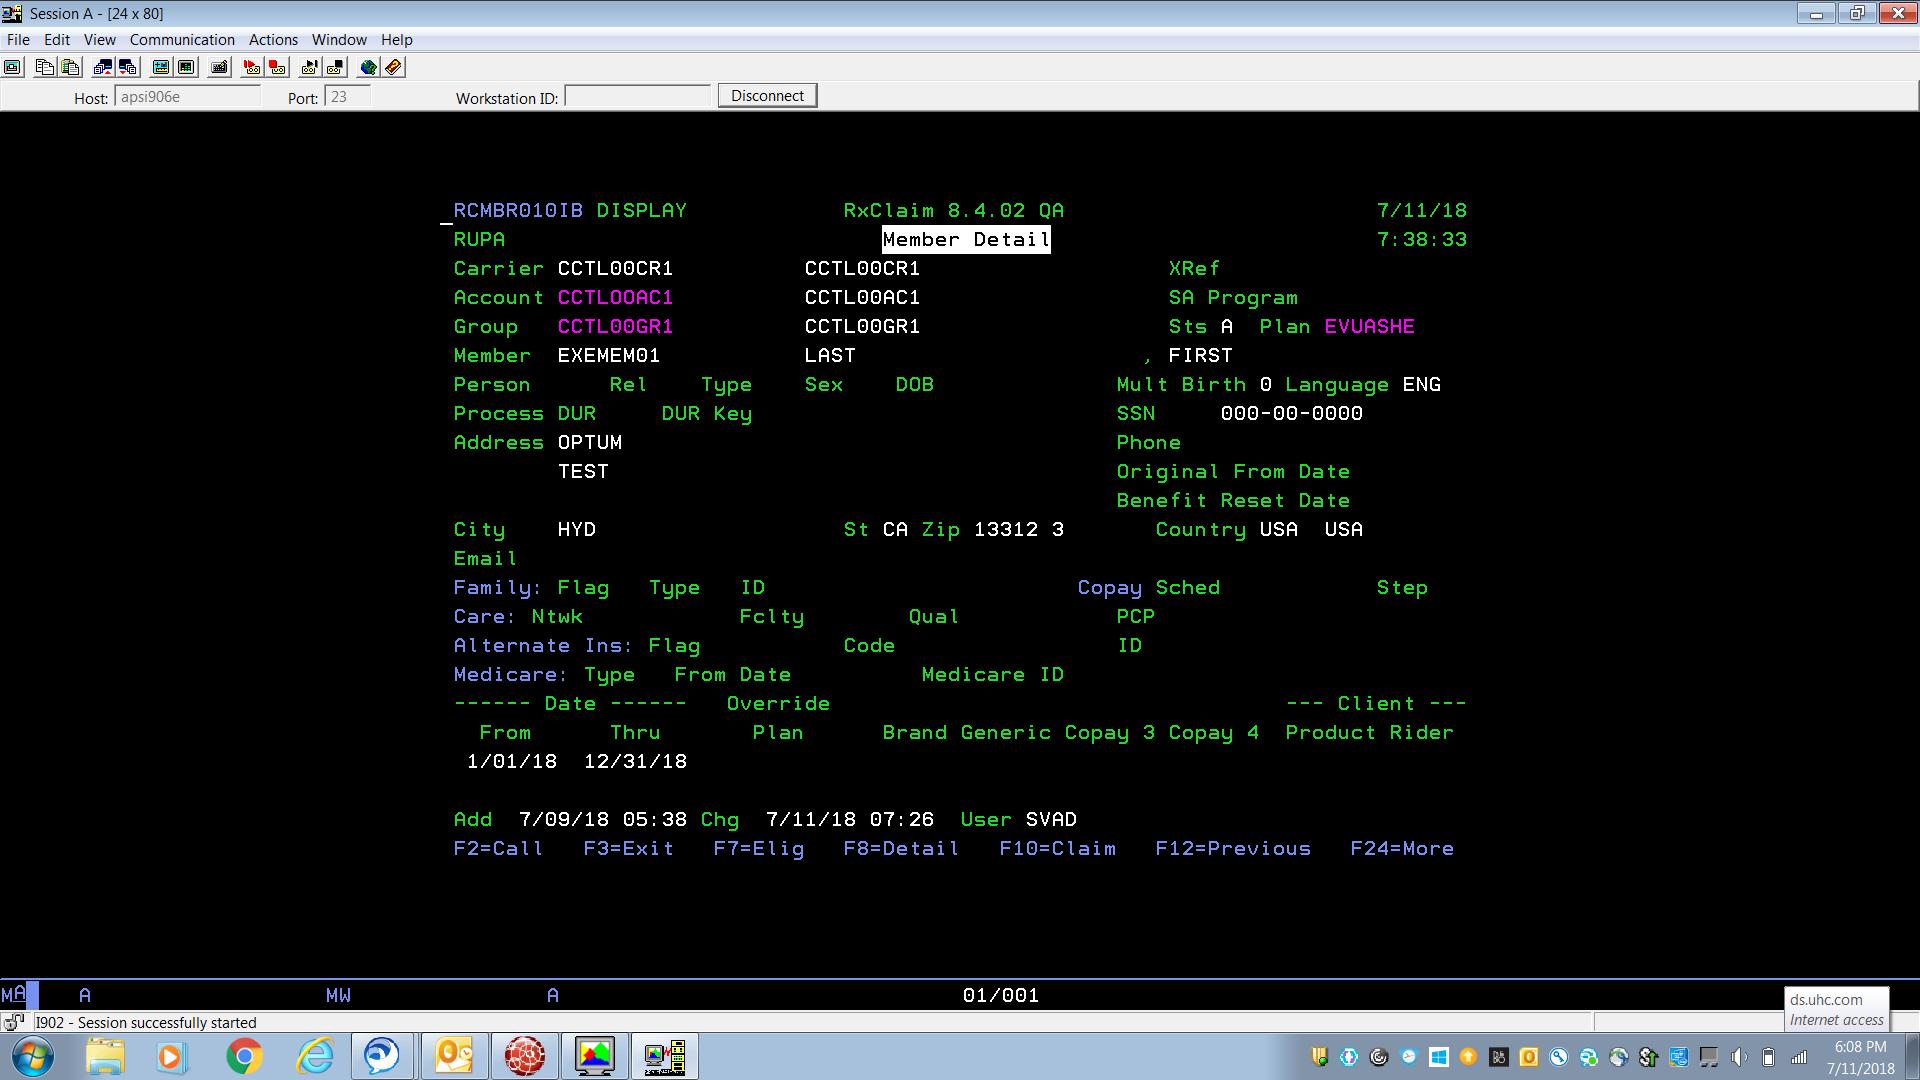 Session A - [24 x 80]
File Edit View Communication Actions Window Help
Host: apsi906e Port: 23 Workstation ID: Disconnect
RCMBR010IB DISPLAY RxClaim 8.4.02 QA 7/11/18
RUPA Member Detail 7:38:33
Carrier CCTL00CR1 CCTL00CR1 XRef
Account CCTL00AC1 CCTL00AC1 SA Program
Group CCTL00GR1 CCTL00GR1 Sts A Plan EVUASHE
Member EXEMEM01 LAST , FIRST
Person Rel Type Sex DOB Mult Birth 0 Language ENG
Process DUR DUR Key SSN 000-00-0000
Address OPTUM Phone
TEST Original From Date
Benefit Reset Date
City HYD St CA Zip 13312 3 Country USA USA
Email
Family: Flag Type ID Copay Sched Step
Care: Ntwk Fclty Qual PCP
Alternate Ins: Flag Code ID
Medicare: Type From Date Medicare ID
------ Date ------ Override --- Client ---
From Thru Plan Brand Generic Copay 3 Copay 4 Product Rider
1/01/18 12/31/18
Add 7/09/18 05:38 Chg 7/11/18 07:26 User SVAD
F2=Call F3=Exit F7=Elig F8=Detail F10=Claim F12=Previous F24=More
MA A MW A 01/001
ds.uhc.com
Internet access
I902 - Session successfully started
6:08 PM
7/11/2018